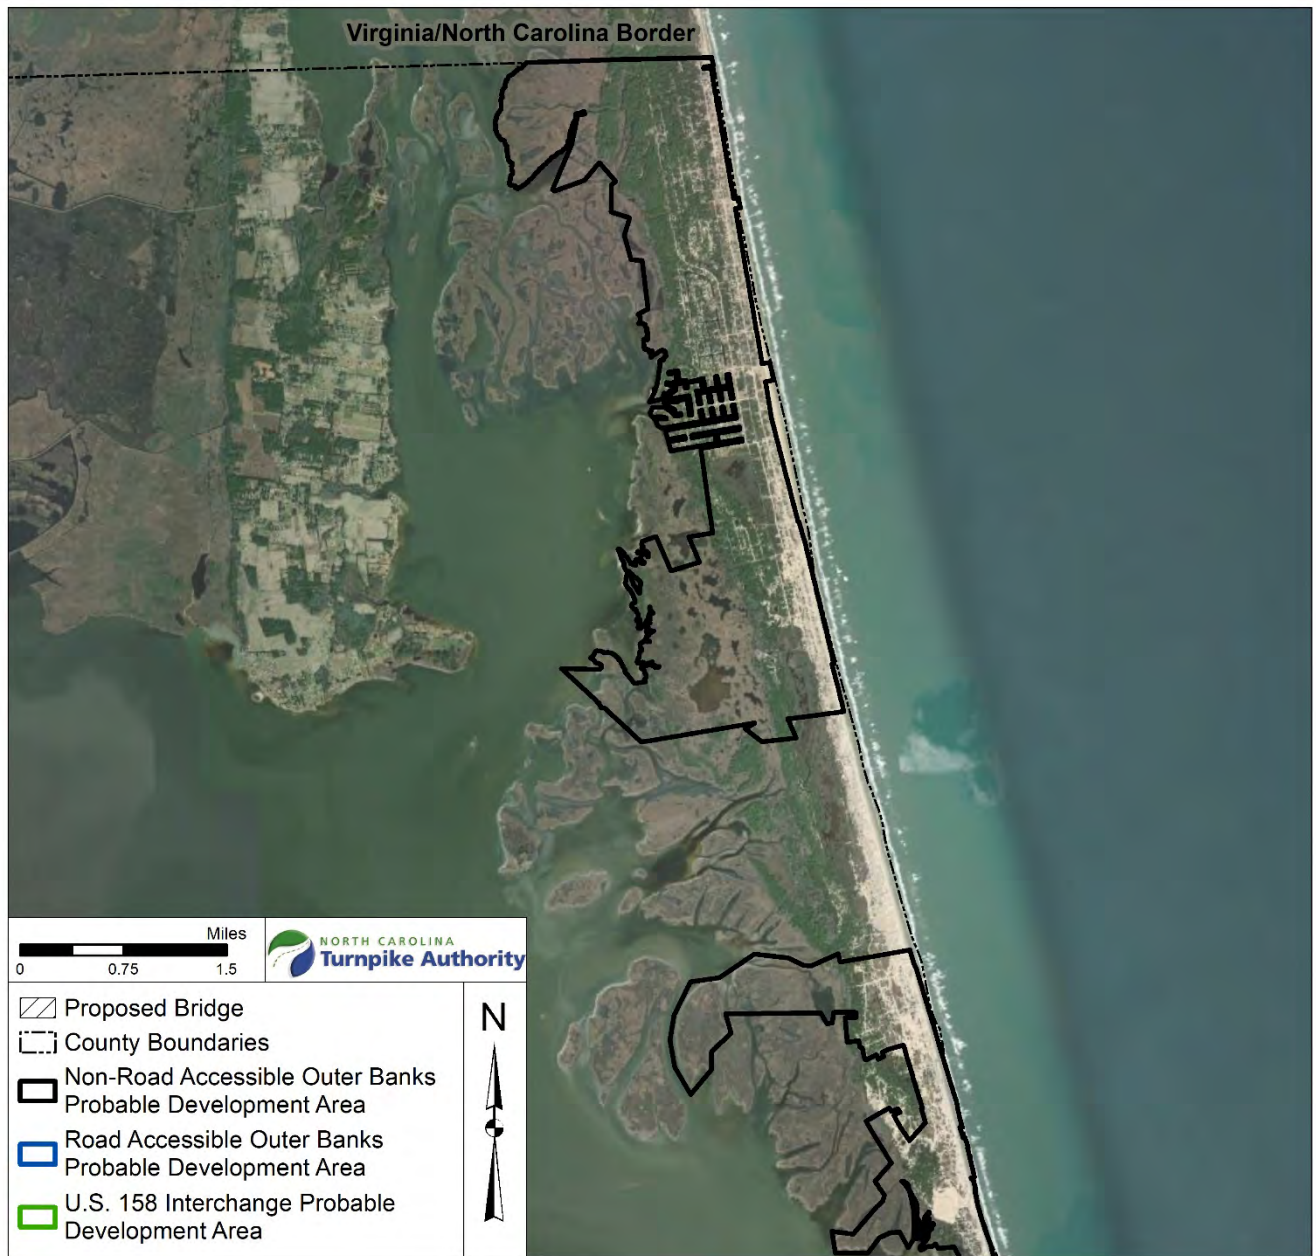 Virginia/North Carolina Border
Miles
0 0.75 1.5
NORTH CAROLINA
Turnpike Authority
Proposed Bridge
County Boundaries
Non-Road Accessible Outer Banks
Probable Development Area
Road Accessible Outer Banks
Probable Development Area
U.S. 158 Interchange Probable
Development Area
N